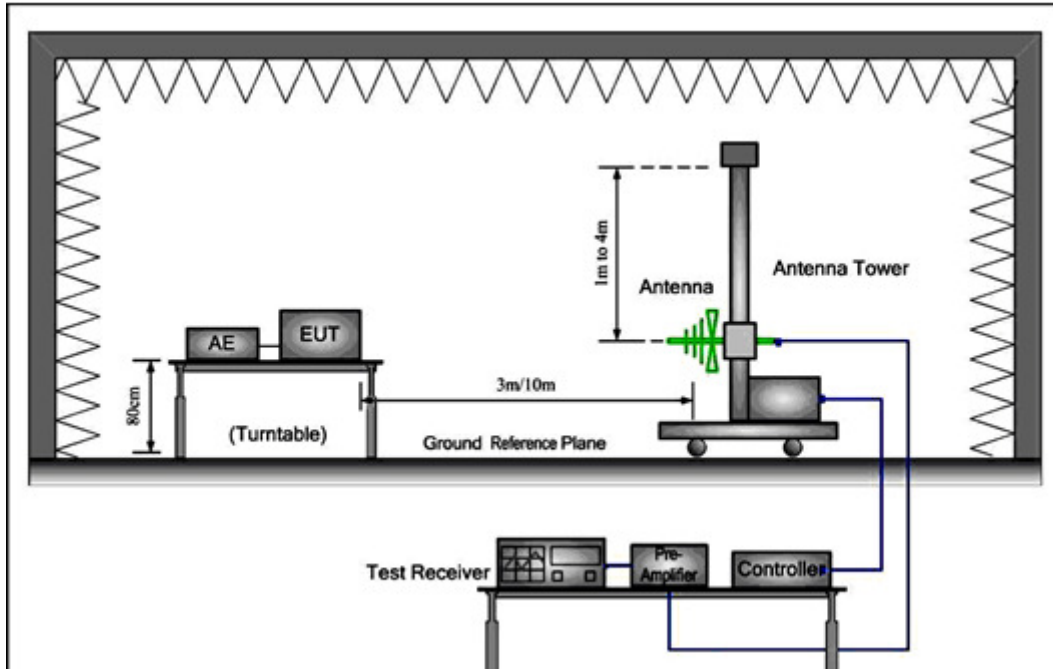 1m to 4m
Antenna
Antenna Tower
AE
EUT
80cm
3m/10m
(Turntable)
Ground Reference Plane
Test Receiver
Pre-
Amplifier
Controller